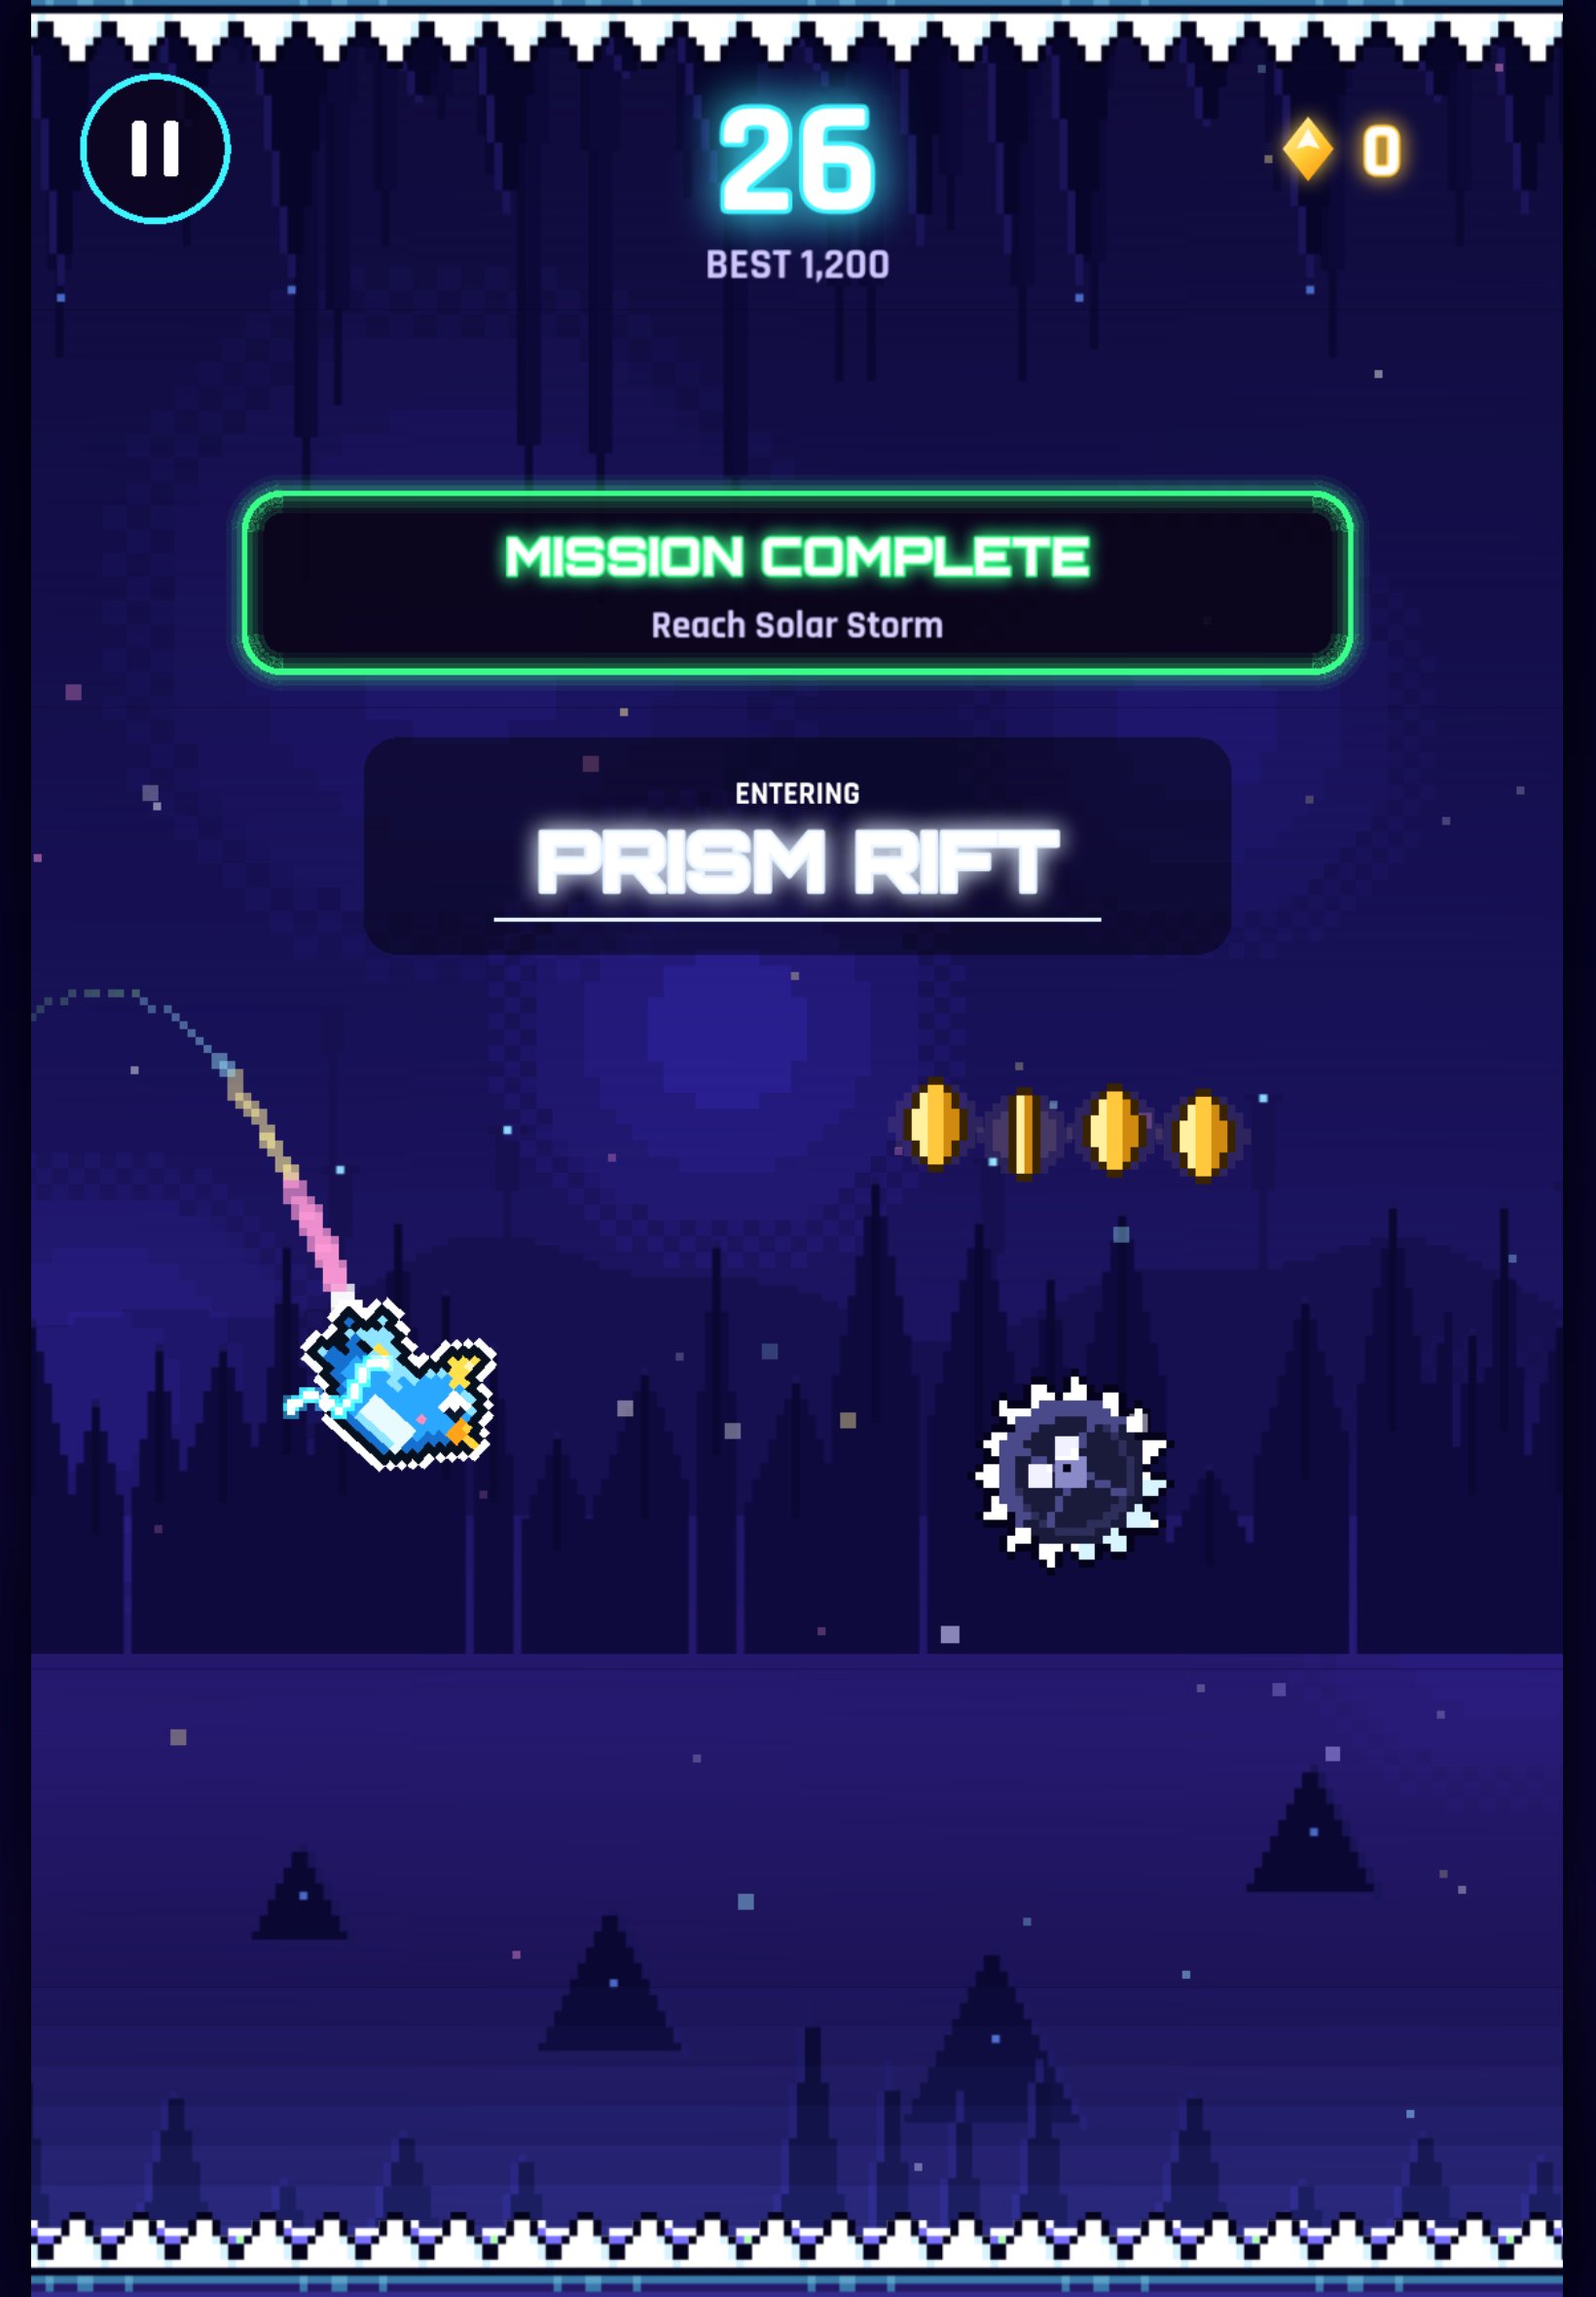 26
0
BEST 1,200
MISSION COMPLETE
Reach Solar Storm
ENTERING
PRISM RIFT